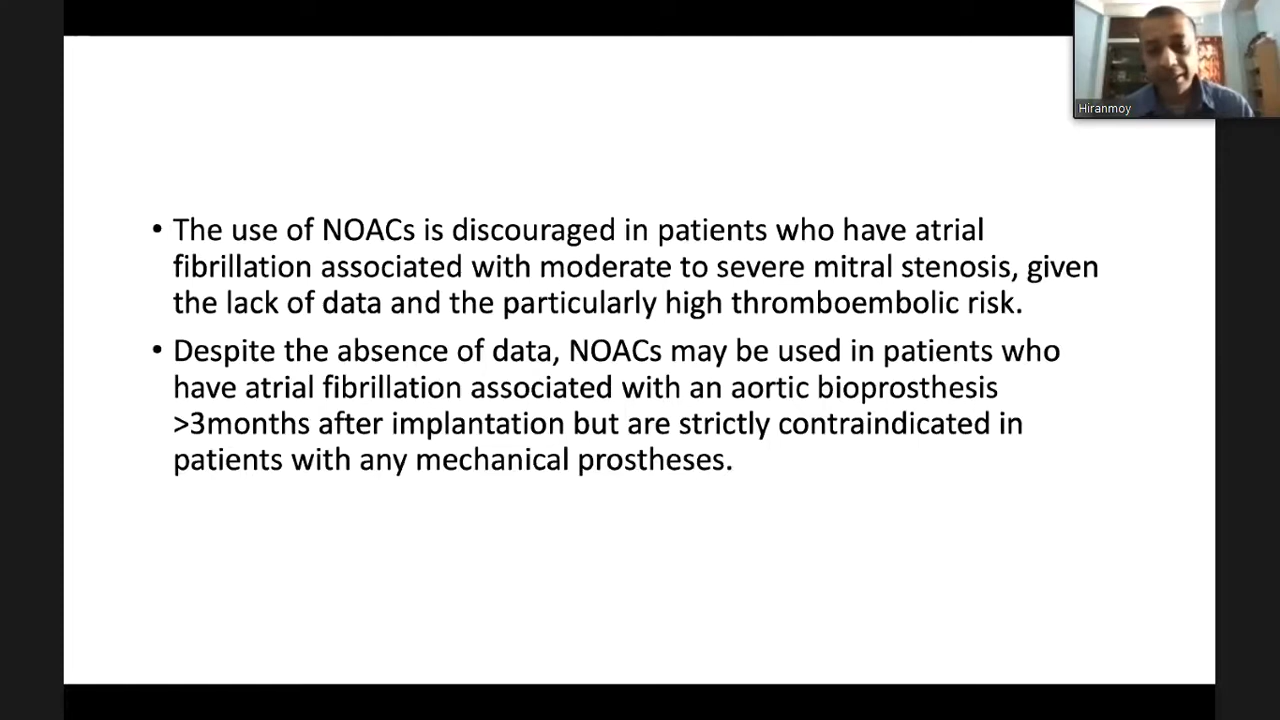 Hiranmoy
• The use of NOACs is discouraged in patients who have atrial
fibrillation associated with moderate to severe mitral stenosis, given
the lack of data and the particularly high thromboembolic risk.
• Despite the absence of data, NOACs may be used in patients who
have atrial fibrillation associated with an aortic bioprosthesis
>3months after implantation but are strictly contraindicated in
patients with any mechanical prostheses.